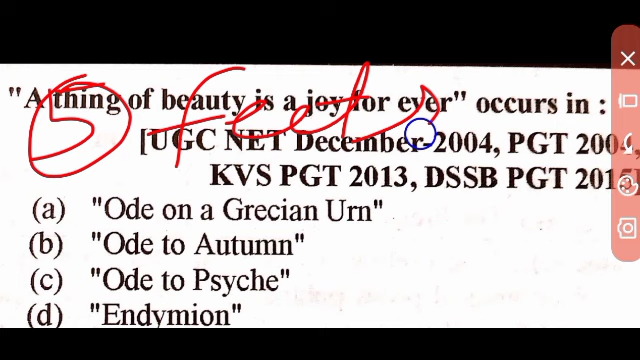 "A thing of beauty is a joy for ever" occurs in :
5 feets
[UGC NET December-2004, PGT 2004,
KVS PGT 2013, DSSB PGT 2015]
(a) "Ode on a Grecian Urn"
(b) "Ode to Autumn"
(c) "Ode to Psyche"
(d) "Endymion"